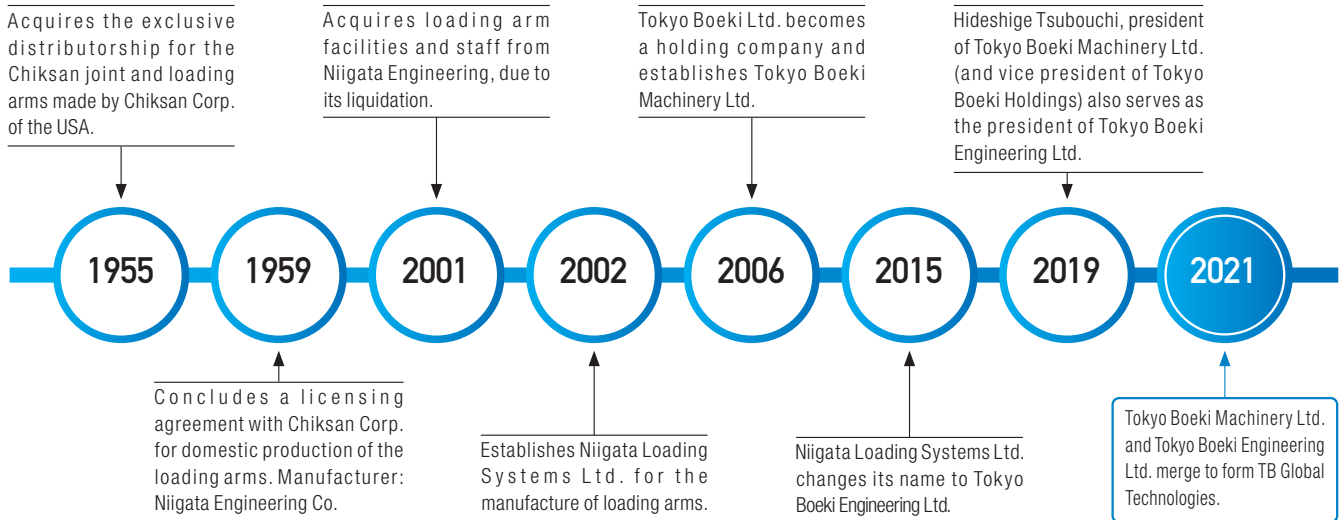 Acquires the exclusive
distributorship for the
Chiksan joint and loading
arms made by Chiksan Corp.
of the USA.
Acquires loading arm
facilities and staff from
Niigata Engineering, due to
its liquidation.
Tokyo Boeki Ltd. becomes
a holding company and
establishes Tokyo Boeki
Machinery Ltd.
Hideshige Tsubouchi, president
of Tokyo Boeki Machinery Ltd.
(and vice president of Tokyo
Boeki Holdings) also serves as
the president of Tokyo Boeki
Engineering Ltd.
1955
1959
2001
2002
2006
2015
2019
2021
Concludes a licensing
agreement with Chiksan Corp.
for domestic production of the
loading arms. Manufacturer:
Niigata Engineering Co.
Establishes Niigata Loading
Systems Ltd. for the
manufacture of loading arms.
Niigata Loading Systems Ltd.
changes its name to Tokyo
Boeki Engineering Ltd.
Tokyo Boeki Machinery Ltd.
and Tokyo Boeki Engineering
Ltd. merge to form TB Global
Technologies.